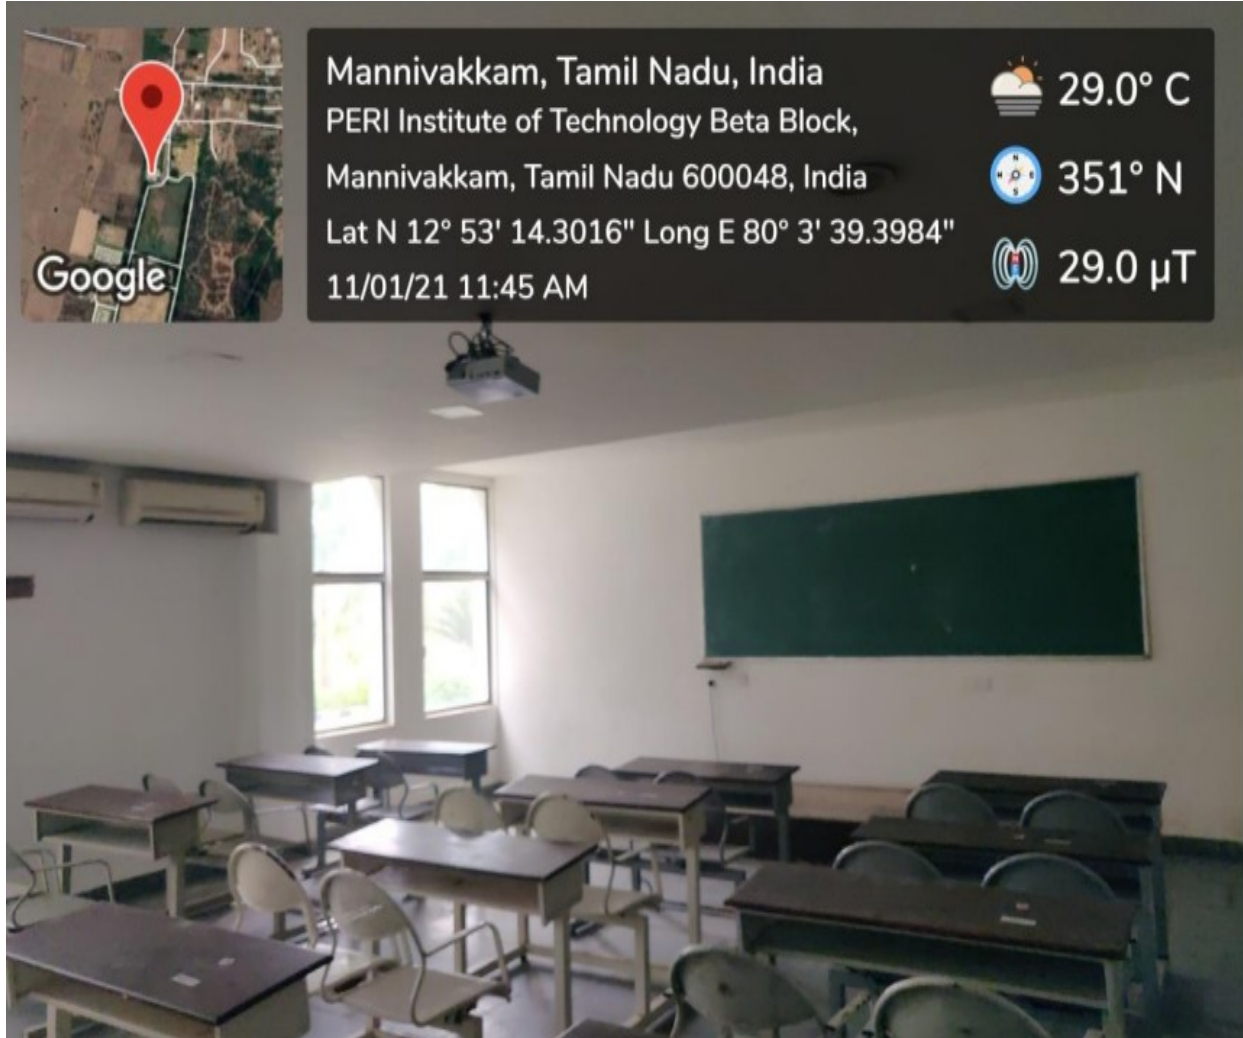 Google
Mannivakkam, Tamil Nadu, India
PERI Institute of Technology Beta Block,
Mannivakkam, Tamil Nadu 600048, India
Lat N 12° 53' 14.3016" Long E 80° 3' 39.3984"
11/01/21 11:45 AM
29.0° C
351° N
29.0 µT